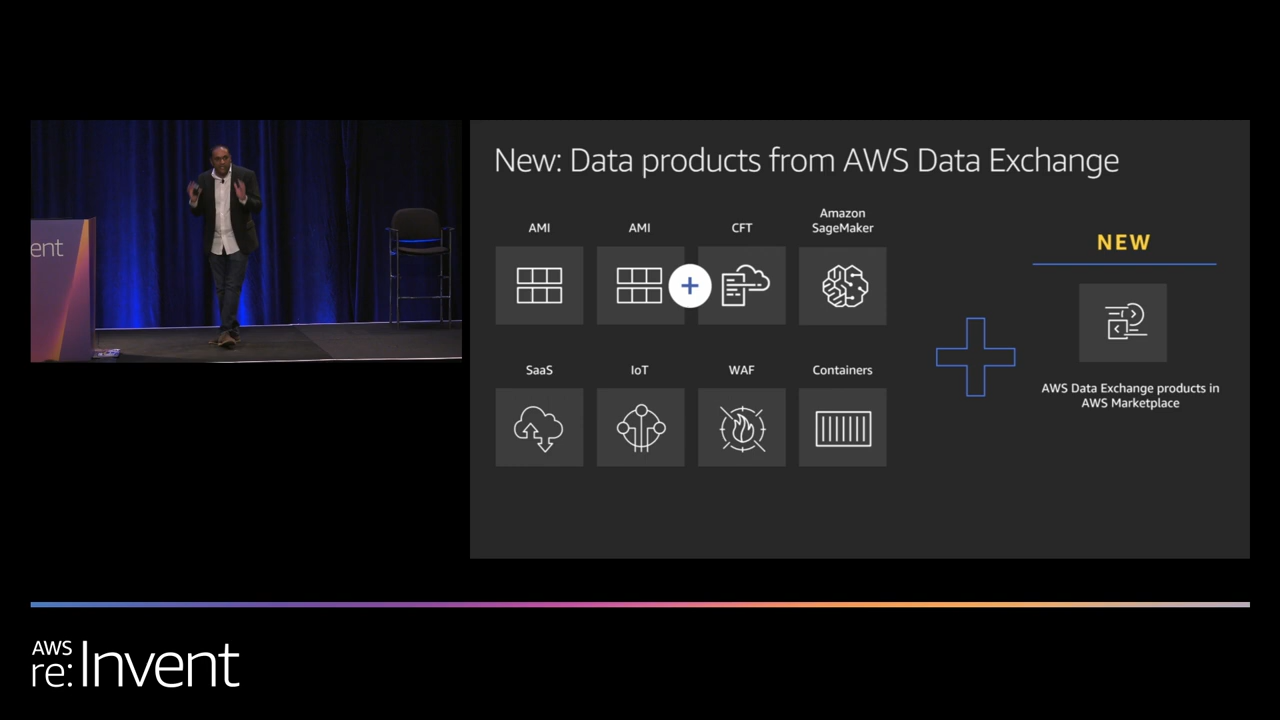 ent
New: Data products from AWS Data Exchange
AMI
AMI
CFT
Amazon
SageMaker
NEW
SaaS
IoT
WAF
Containers
AWS Data Exchange products in
AWS Marketplace
AWS
re:Invent